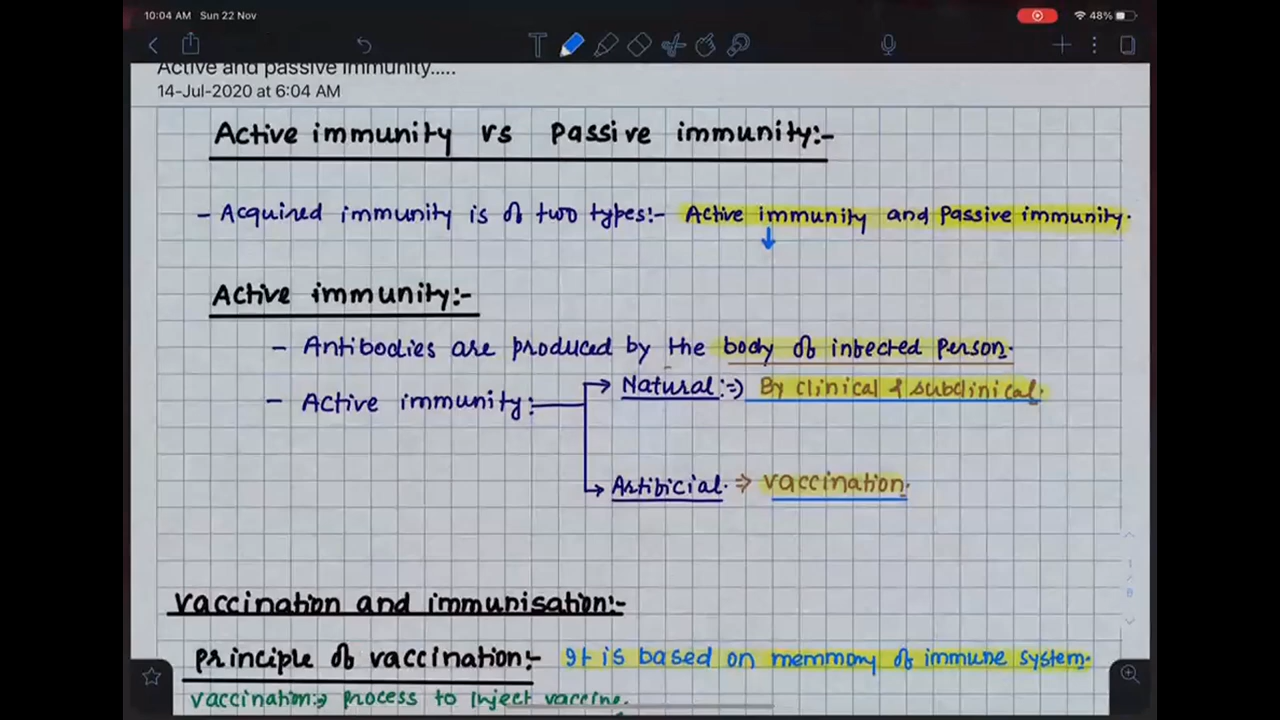 10:04 AM Sun 22 Nov 48%
T
Active and passive immunity.....
14-Jul-2020 at 6:04 AM
Active immunity vs Passive immunity:-
- Acquired immunity is of two types:- Active immunity and Passive immunity.
Active immunity:-
- Antibodies are produced by the body of infected Person.
- Active immunity:- Natural:=> By clinical & subclinical.
Artificial. => vaccination.
vaccination and immunisation:-
principle of vaccination:- It is based on memmory of immune system.
vaccination:=> process to inject vaccine.